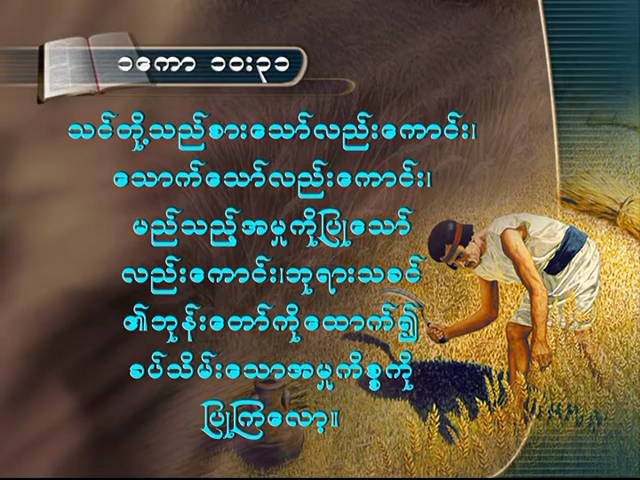 ၁ကော ၁၀:၃၁
သင်တို့သည်စားသော်လည်းကောင်း၊
သောက်သော်လည်းကောင်း၊
မည်သည့်အမှုကိုပြုသော်
လည်းကောင်း၊ဘုရားသခင်
၏ဘုန်းတော်ကိုထောက်၍
ခပ်သိမ်းသောအမှုကိစ္စကို
ပြုကြလော့။